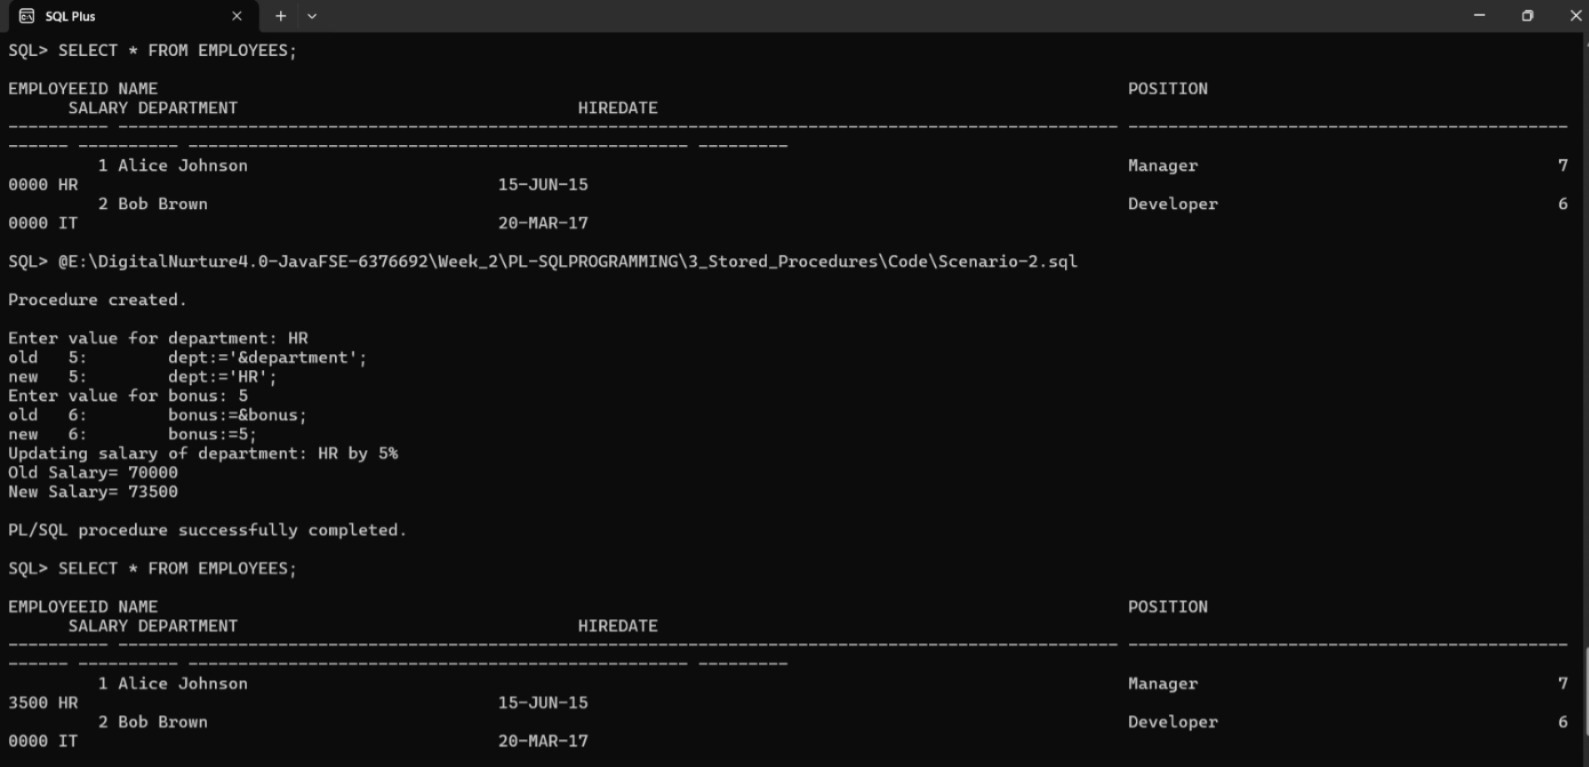 SQL Plus
SQL> SELECT * FROM EMPLOYEES;
EMPLOYEEID NAME POSITION
SALARY DEPARTMENT HIREDATE
---------- ---------------------------------------------------------------------------------------------------- --------------------------------------------
------ ---------- -------------------------------------------------- ---------
1 Alice Johnson Manager 7
0000 HR 15-JUN-15
2 Bob Brown Developer 6
0000 IT 20-MAR-17
SQL> @E:\DigitalNurture4.0-JavaFSE-6376692\Week_2\PL-SQLPROGRAMMING\3_Stored_Procedures\Code\Scenario-2.sql
Procedure created.
Enter value for department: HR
old 5: dept:='&department';
new 5: dept:='HR';
Enter value for bonus: 5
old 6: bonus:=&bonus;
new 6: bonus:=5;
Updating salary of department: HR by 5%
Old Salary= 70000
New Salary= 73500
PL/SQL procedure successfully completed.
SQL> SELECT * FROM EMPLOYEES;
EMPLOYEEID NAME POSITION
SALARY DEPARTMENT HIREDATE
---------- ---------------------------------------------------------------------------------------------------- --------------------------------------------
------ ---------- -------------------------------------------------- ---------
1 Alice Johnson Manager 7
3500 HR 15-JUN-15
2 Bob Brown Developer 6
0000 IT 20-MAR-17